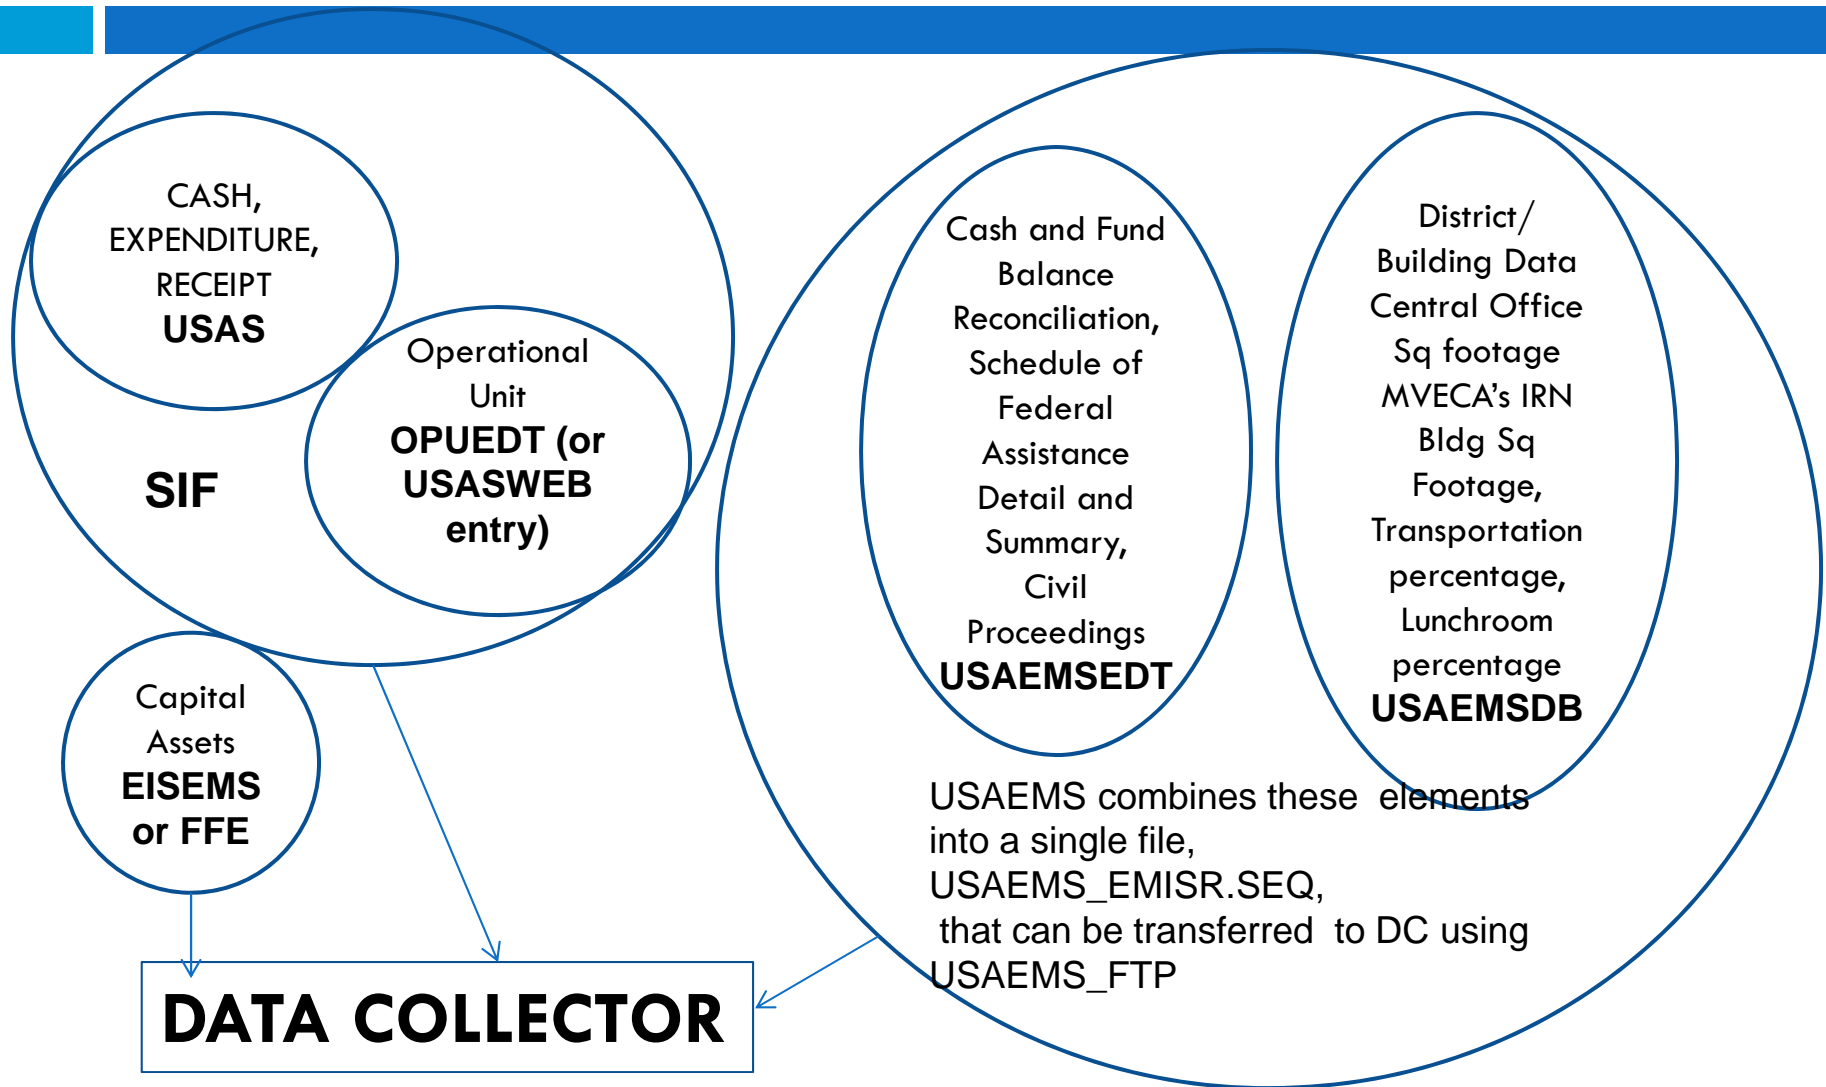 CASH,
EXPENDITURE,
RECEIPT
USAS
Operational
Unit
OPUEDT (or
USASWEB
entry)
SIF
Capital
Assets
EISEMS
or FFE
Cash and Fund
Balance
Reconciliation,
Schedule of
Federal
Assistance
Detail and
Summary,
Civil
Proceedings
USAEMSEDT
District/
Building Data
Central Office
Sq footage
MVECA’s IRN
Bldg Sq
Footage,
Transportation
percentage,
Lunchroom
percentage
USAEMSDB
USAEMS combines these elements
into a single file,
USAEMS_EMISR.SEQ,
that can be transferred to DC using
USAEMS_FTP
DATA COLLECTOR